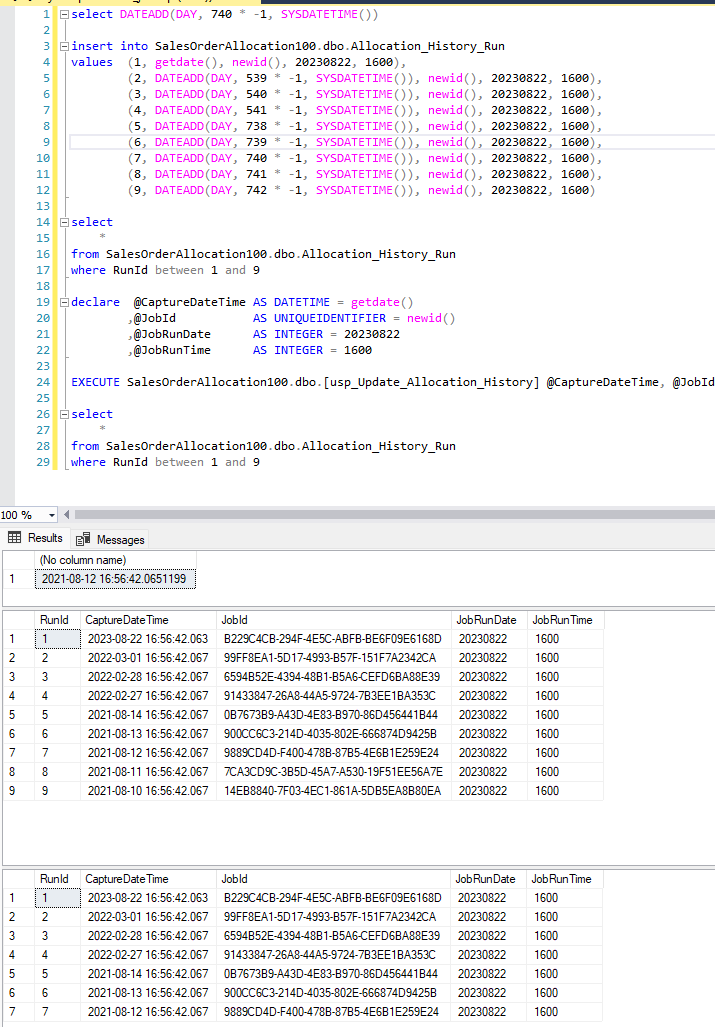 1 select DATEADD(DAY, 740 * -1, SYSDATETIME())
2
3 insert into SalesOrderAllocation100.dbo.Allocation_History_Run
4 values (1, getdate(), newid(), 20230822, 1600),
5 (2, DATEADD(DAY, 539 * -1, SYSDATETIME()), newid(), 20230822, 1600),
6 (3, DATEADD(DAY, 540 * -1, SYSDATETIME()), newid(), 20230822, 1600),
7 (4, DATEADD(DAY, 541 * -1, SYSDATETIME()), newid(), 20230822, 1600),
8 (5, DATEADD(DAY, 738 * -1, SYSDATETIME()), newid(), 20230822, 1600),
9 (6, DATEADD(DAY, 739 * -1, SYSDATETIME()), newid(), 20230822, 1600),
10 (7, DATEADD(DAY, 740 * -1, SYSDATETIME()), newid(), 20230822, 1600),
11 (8, DATEADD(DAY, 741 * -1, SYSDATETIME()), newid(), 20230822, 1600),
12 (9, DATEADD(DAY, 742 * -1, SYSDATETIME()), newid(), 20230822, 1600)
13
14 select
15 *
16 from SalesOrderAllocation100.dbo.Allocation_History_Run
17 where RunId between 1 and 9
18
19 declare @CaptureDateTime AS DATETIME = getdate()
20 ,@JobId AS UNIQUEIDENTIFIER = newid()
21 ,@JobRunDate AS INTEGER = 20230822
22 ,@JobRunTime AS INTEGER = 1600
23
24 EXECUTE SalesOrderAllocation100.dbo.[usp_Update_Allocation_History] @CaptureDateTime, @JobId
25
26 select
27 *
28 from SalesOrderAllocation100.dbo.Allocation_History_Run
29 where RunId between 1 and 9
100 %
Results Messages
(No column name)
1 2021-08-12 16:56:42.0651199
RunId CaptureDateTime JobId JobRunDate JobRunTime
1 1 2023-08-22 16:56:42.063 B229C4CB-294F-4E5C-ABFB-BE6F09E6168D 20230822 1600
2 2 2022-03-01 16:56:42.067 99FF8EA1-5D17-4993-B57F-151F7A2342CA 20230822 1600
3 3 2022-02-28 16:56:42.067 6594B52E-4394-48B1-B5A6-CEFD6BA88E39 20230822 1600
4 4 2022-02-27 16:56:42.067 91433847-26A8-44A5-9724-7B3EE1BA353C 20230822 1600
5 5 2021-08-14 16:56:42.067 0B7673B9-A43D-4E83-B970-86D456441B44 20230822 1600
6 6 2021-08-13 16:56:42.067 900CC6C3-214D-4035-802E-666874D9425B 20230822 1600
7 7 2021-08-12 16:56:42.067 9889CD4D-F400-478B-87B5-4E6B1E259E24 20230822 1600
8 8 2021-08-11 16:56:42.067 7CA3CD9C-3B5D-45A7-A530-19F51EE56A7E 20230822 1600
9 9 2021-08-10 16:56:42.067 14EB8840-7F03-4EC1-861A-5DB5EA8B80EA 20230822 1600
RunId CaptureDateTime JobId JobRunDate JobRunTime
1 1 2023-08-22 16:56:42.063 B229C4CB-294F-4E5C-ABFB-BE6F09E6168D 20230822 1600
2 2 2022-03-01 16:56:42.067 99FF8EA1-5D17-4993-B57F-151F7A2342CA 20230822 1600
3 3 2022-02-28 16:56:42.067 6594B52E-4394-48B1-B5A6-CEFD6BA88E39 20230822 1600
4 4 2022-02-27 16:56:42.067 91433847-26A8-44A5-9724-7B3EE1BA353C 20230822 1600
5 5 2021-08-14 16:56:42.067 0B7673B9-A43D-4E83-B970-86D456441B44 20230822 1600
6 6 2021-08-13 16:56:42.067 900CC6C3-214D-4035-802E-666874D9425B 20230822 1600
7 7 2021-08-12 16:56:42.067 9889CD4D-F400-478B-87B5-4E6B1E259E24 20230822 1600